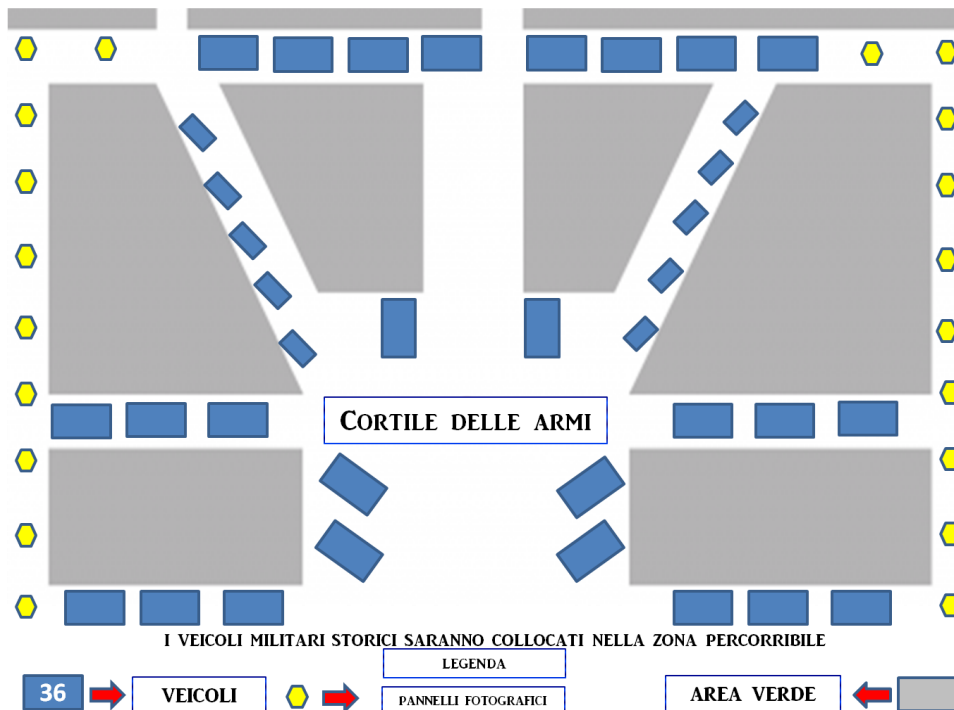 CORTILE DELLE ARMI
I VEICOLI MILITARI STORICI SARANNO COLLOCATI NELLA ZONA PERCORRIBILE
LEGENDA
36
VEICOLI
PANNELLI FOTOGRAFICI
AREA VERDE